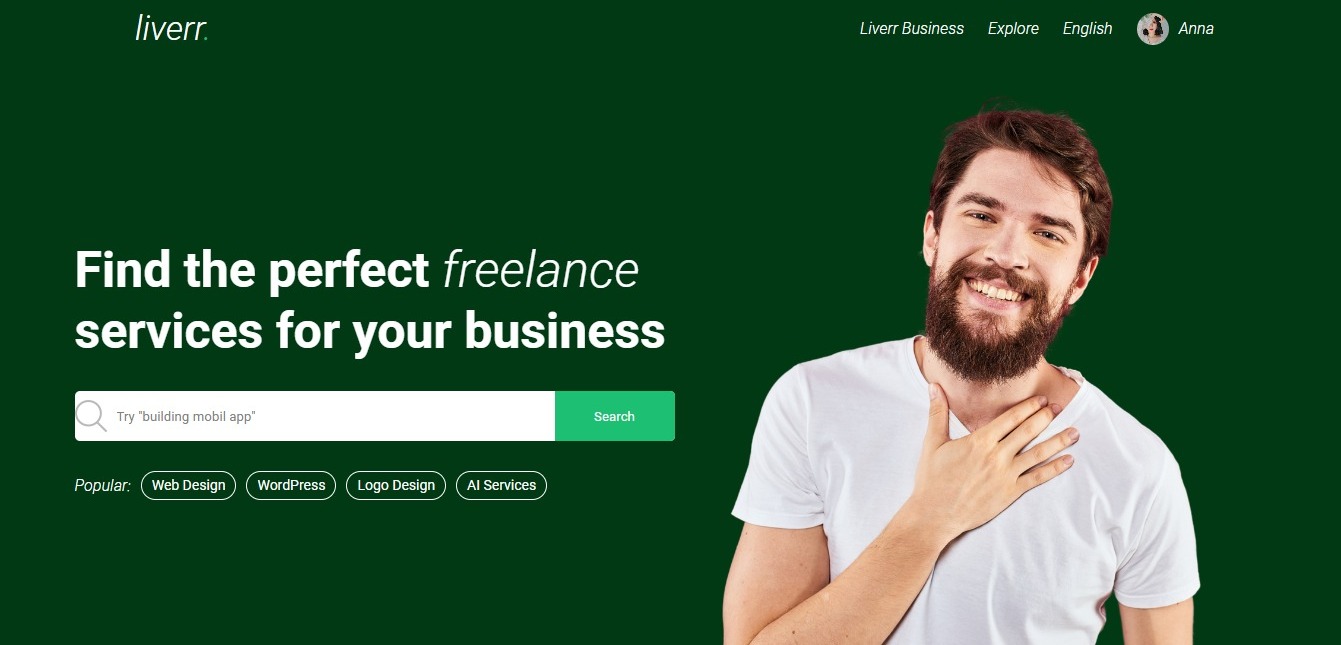 liverr.
Liverr Business
Explore
English
Anna
Find the perfect freelance
services for your business
Try "building mobil app"
Search
Popular:
Web Design
WordPress
Logo Design
AI Services